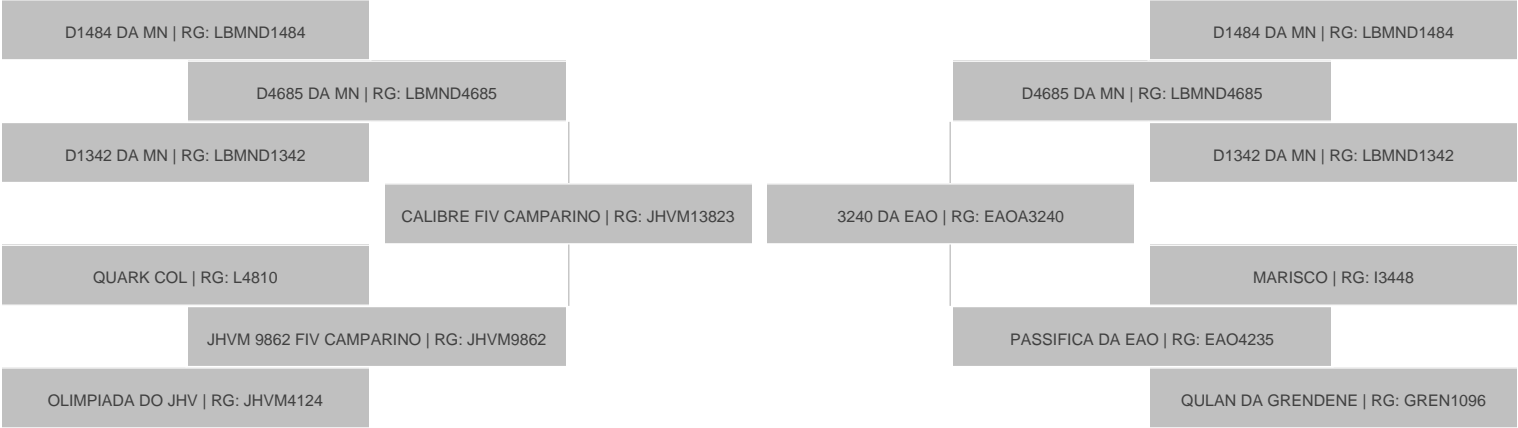 D1484 DA MN | RG: LBMND1484
D1484 DA MN | RG: LBMND1484
D4685 DA MN | RG: LBMND4685
D4685 DA MN | RG: LBMND4685
D1342 DA MN | RG: LBMND1342
D1342 DA MN | RG: LBMND1342
CALIBRE FIV CAMPARINO | RG: JHVM13823
3240 DA EAO | RG: EAOA3240
QUARK COL | RG: L4810
MARISCO | RG: I3448
JHVM 9862 FIV CAMPARINO | RG: JHVM9862
PASSIFICA DA EAO | RG: EAO4235
OLIMPIADA DO JHV | RG: JHVM4124
QULAN DA GRENDENE | RG: GREN1096